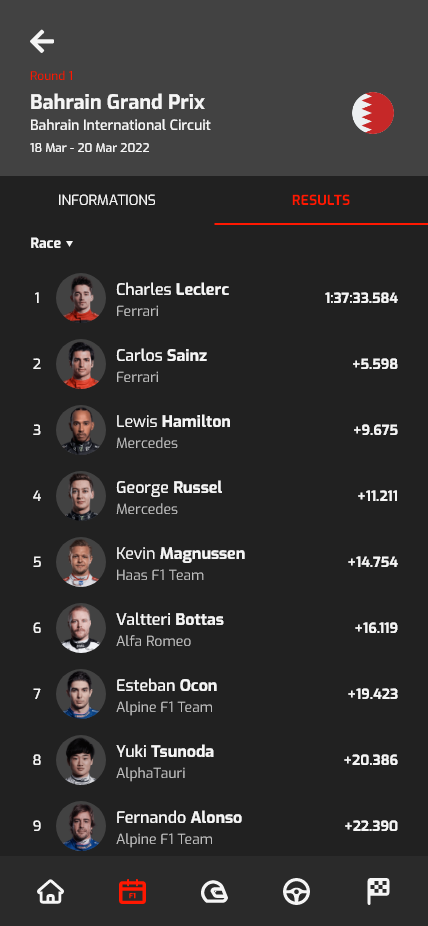 Round 1
Bahrain Grand Prix
Bahrain International Circuit
18 Mar - 20 Mar 2022
INFORMATIONS RESULTS
Race
1 Charles Leclerc 1:37:33.584
Ferrari
2 Carlos Sainz +5.598
Ferrari
3 Lewis Hamilton +9.675
Mercedes
4 George Russel +11.211
Mercedes
5 Kevin Magnussen +14.754
Haas F1 Team
6 Valtteri Bottas +16.119
Alfa Romeo
7 Esteban Ocon +19.423
Alpine F1 Team
8 Yuki Tsunoda +20.386
AlphaTauri
9 Fernando Alonso +22.390
Alpine F1 Team
F1